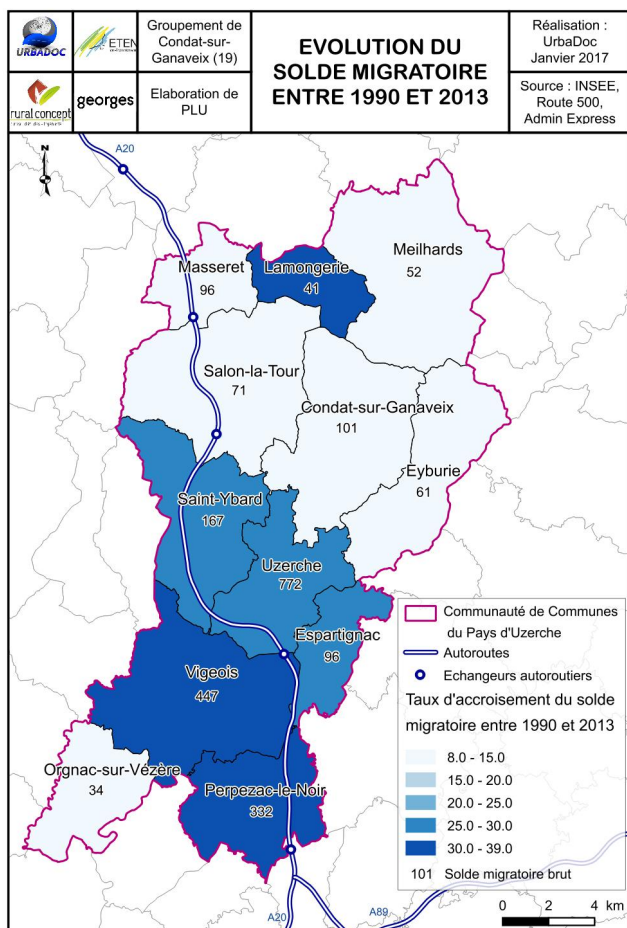 URBADOC
ETEN
Groupement de
Condat-sur-
Ganaveix (19)
EVOLUTION DU
SOLDE MIGRATOIRE
ENTRE 1990 ET 2013
Réalisation :
UrbaDoc
Janvier 2017
rural concept
georges
Elaboration de
PLU
Source : INSEE,
Route 500,
Admin Express
N
A20
Meilhards
52
Masseret
96
Lamongerie
41
Salon-la-Tour
71
Condat-sur-Ganaveix
101
Eyburie
61
Saint-Ybard
167
Uzerche
772
Espartignac
96
Vigeois
447
Orgnac-sur-Vézère
34
Perpezac-le-Noir
332
Communauté de Communes
du Pays d'Uzerche
Autoroutes
Echangeurs autoroutiers
Taux d'accroisement du solde
migratoire entre 1990 et 2013
8.0 - 15.0
15.0 - 20.0
20.0 - 25.0
25.0 - 30.0
30.0 - 39.0
101 Solde migratoire brut
A20
A89
0 2 4 km